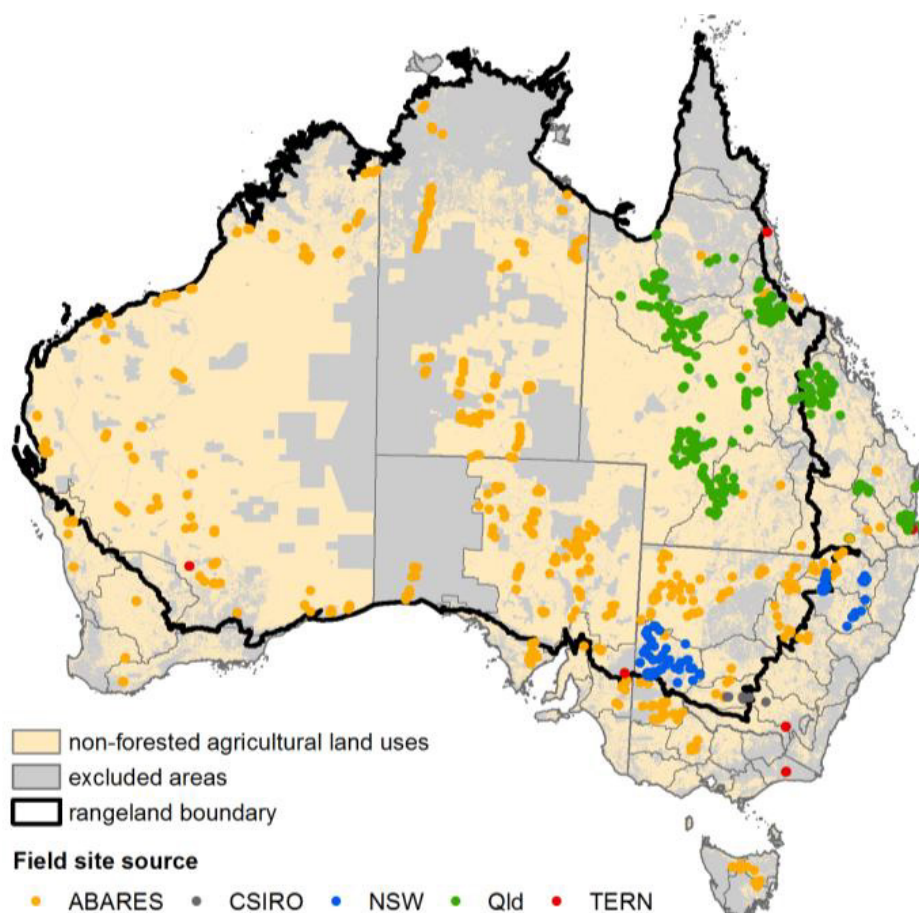 non-forested agricultural land uses
excluded areas
rangeland boundary
Field site source
ABARES CSIRO NSW Qld TERN